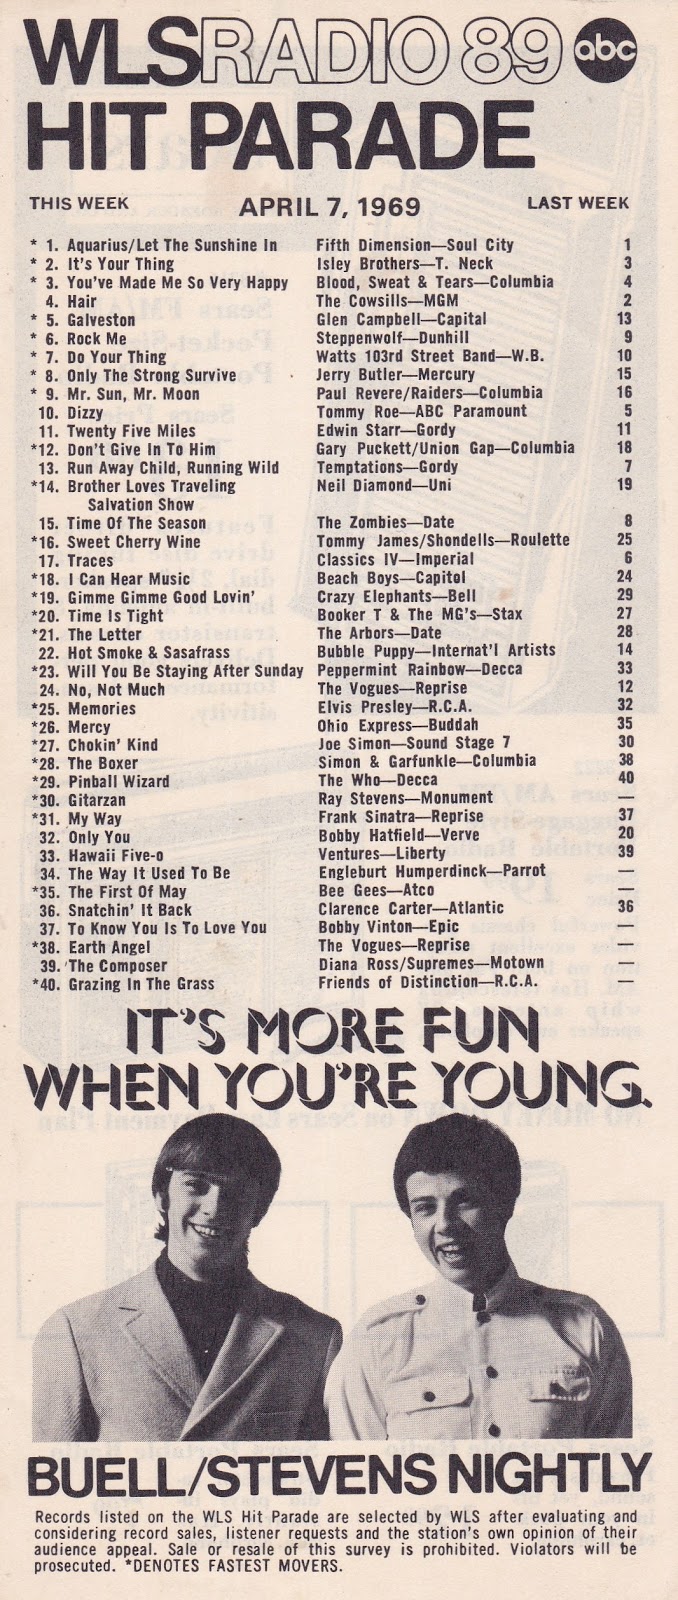 WLS RADIO 89 abc
HIT PARADE
THIS WEEK APRIL 7, 1969 LAST WEEK
* 1. Aquarius/Let The Sunshine In Fifth Dimension—Soul City 1
* 2. It's Your Thing Isley Brothers—T. Neck 3
* 3. You've Made Me So Very Happy Blood, Sweat & Tears—Columbia 4
4. Hair The Cowsills—MGM 2
* 5. Galveston Glen Campbell—Capital 13
* 6. Rock Me Steppenwolf—Dunhill 9
* 7. Do Your Thing Watts 103rd Street Band—W.B. 10
* 8. Only The Strong Survive Jerry Butler—Mercury 15
* 9. Mr. Sun, Mr. Moon Paul Revere/Raiders—Columbia 16
10. Dizzy Tommy Roe—ABC Paramount 5
11. Twenty Five Miles Edwin Starr—Gordy 11
*12. Don't Give In To Him Gary Puckett/Union Gap—Columbia 18
13. Run Away Child, Running Wild Temptations—Gordy 7
*14. Brother Loves Traveling Neil Diamond—Uni 19
Salvation Show
15. Time Of The Season The Zombies—Date 8
*16. Sweet Cherry Wine Tommy James/Shondells—Roulette 25
17. Traces Classics IV—Imperial 6
*18. I Can Hear Music Beach Boys—Capitol 24
*19. Gimme Gimme Good Lovin' Crazy Elephants—Bell 29
*20. Time Is Tight Booker T & The MG's—Stax 27
*21. The Letter The Arbors—Date 28
22. Hot Smoke & Sasafrass Bubble Puppy—Internat'l Artists 14
*23. Will You Be Staying After Sunday Peppermint Rainbow—Decca 33
24. No, Not Much The Vogues—Reprise 12
*25. Memories Elvis Presley—R.C.A. 32
*26. Mercy Ohio Express—Buddah 35
*27. Chokin' Kind Joe Simon—Sound Stage 7 30
*28. The Boxer Simon & Garfunkle—Columbia 38
*29. Pinball Wizard The Who—Decca 40
*30. Gitarzan Ray Stevens—Monument —
*31. My Way Frank Sinatra—Reprise 37
32. Only You Bobby Hatfield—Verve 20
33. Hawaii Five-o Ventures—Liberty 39
34. The Way It Used To Be Engleburt Humperdinck—Parrot —
*35. The First Of May Bee Gees—Atco —
36. Snatchin' It Back Clarence Carter—Atlantic 36
37. To Know You Is To Love You Bobby Vinton—Epic —
*38. Earth Angel The Vogues—Reprise —
39. The Composer Diana Ross/Supremes—Motown —
*40. Grazing In The Grass Friends of Distinction—R.C.A.
IT'S MORE FUN
WHEN YOU'RE YOUNG.
BUELL/STEVENS NIGHTLY
Records listed on the WLS Hit Parade are selected by WLS after evaluating and
considering record sales, listener requests and the station's own opinion of their
audience appeal. Sale or resale of this survey is prohibited. Violators will be
prosecuted. *DENOTES FASTEST MOVERS.